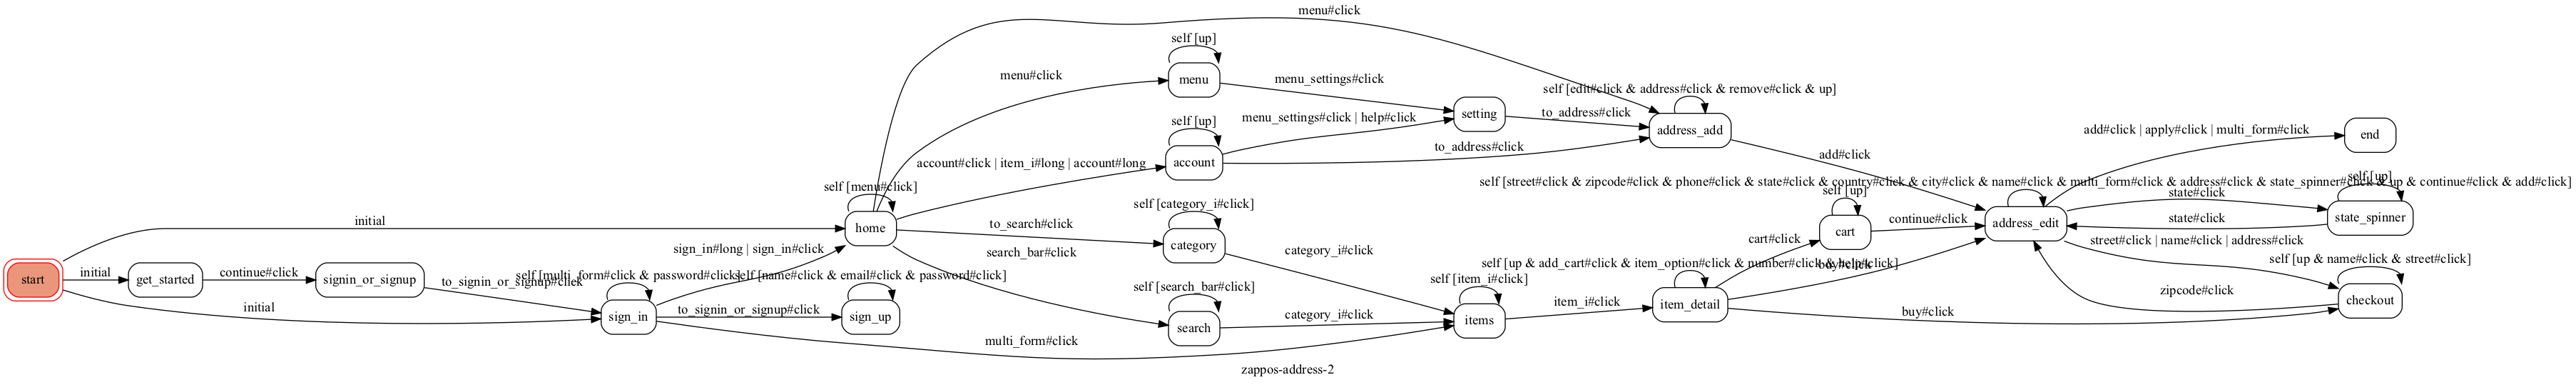 menu#click
self [up]
menu#click
menu
menu_settings#click
self [edit#click & address#click & remove#click & up]
setting
to_address#click
address_add
self [up]
menu_settings#click | help#click
account
to_address#click
account#click | item_i#long | account#long
add#click | apply#click | multi_form#click
end
add#click
self [menu#click]
home
initial
self [street#click & zipcode#click & phone#click & state#click & country#click & city#click & name#click & multi_form#click & address#click & state_spinner#click & up & continue#click & add#click]
self [up]
self [up]
state#click
state_spinner
state#click
address_edit
continue#click
cart
cart#click
to_search#click
self [category_i#click]
category
category_i#click
search_bar#click
sign_in#long | sign_in#click
street#click | name#click | address#click
self [up & name#click & street#click]
checkout
zipcode#click
buy#click
self [up & add_cart#click & item_option#click & number#click & help#click]
item_detail
buy#click
start
initial
get_started
continue#click
signin_or_signup
to_signin_or_signup#click
self [multi_form#click & password#click]
self [name#click & email#click & password#click]
initial
sign_in
to_signin_or_signup#click
sign_up
self [search_bar#click]
search
category_i#click
self [item_i#click]
items
item_i#click
multi_form#click
zappos-address-2